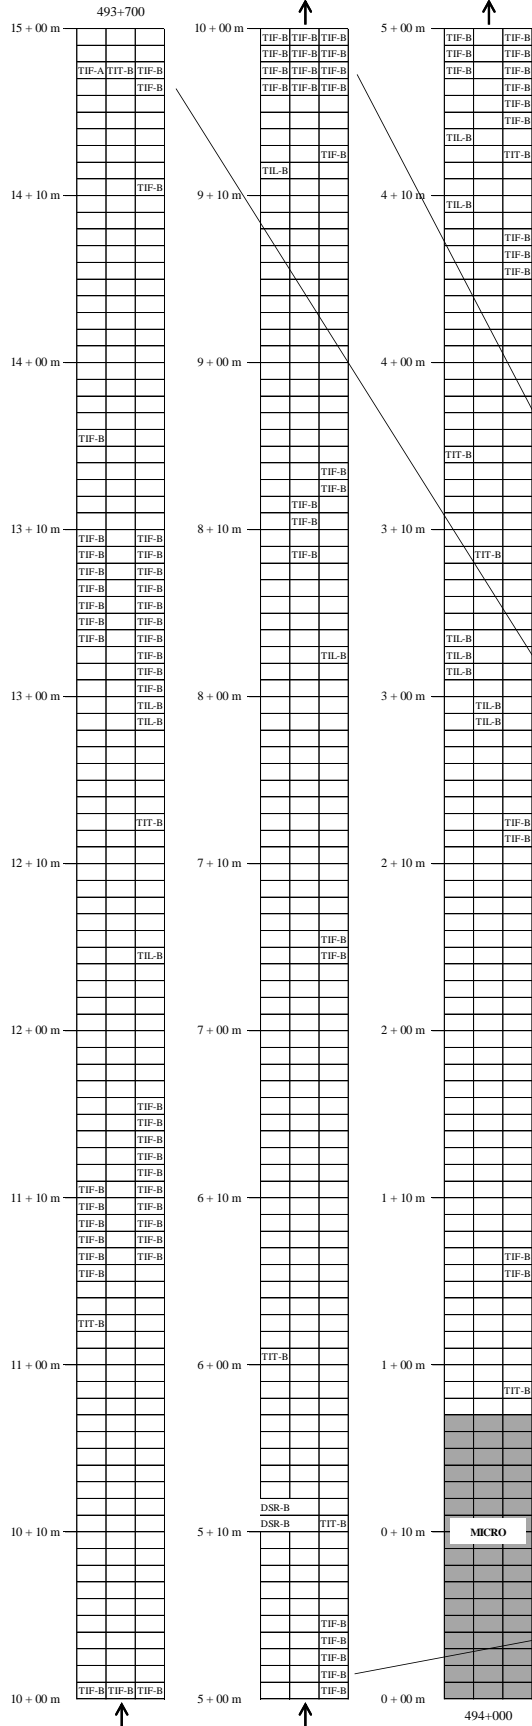 493+700
15 + 00 m
TIF-A TIT-B TIF-B
TIF-B
TIF-B
14 + 10 m
14 + 00 m
TIF-B
13 + 10 m
TIF-B TIF-B
TIF-B TIF-B
TIF-B TIF-B
TIF-B TIF-B
TIF-B TIF-B
TIF-B TIF-B
TIF-B TIF-B
TIF-B
TIF-B
TIF-B
13 + 00 m
TIL-B
TIL-B
TIT-B
12 + 10 m
TIL-B
12 + 00 m
TIF-B
TIF-B
TIF-B
TIF-B
TIF-B
TIF-B TIF-B
11 + 10 m
TIF-B TIF-B
TIF-B TIF-B
TIF-B TIF-B
TIF-B TIF-B
TIF-B
TIT-B
11 + 00 m
10 + 10 m
TIF-B TIF-B TIF-B
10 + 00 m
10 + 00 m
TIF-B TIF-B TIF-B
TIF-B TIF-B TIF-B
TIF-B TIF-B TIF-B
TIF-B TIF-B TIF-B
TIF-B
TIL-B
9 + 10 m
9 + 00 m
TIF-B
TIF-B
TIF-B
TIF-B
8 + 10 m
TIF-B
TIL-B
8 + 00 m
7 + 10 m
TIF-B
TIF-B
7 + 00 m
6 + 10 m
TIT-B
6 + 00 m
DSR-B
DSR-B TIT-B
5 + 10 m
TIF-B
TIF-B
TIF-B
TIF-B
TIF-B
5 + 00 m
5 + 00 m
TIF-B TIF-B
TIF-B TIF-B
TIF-B TIF-B
TIF-B
TIF-B
TIF-B
TIL-B
TIT-B
4 + 10 m
TIL-B
TIF-B
TIF-B
TIF-B
4 + 00 m
TIT-B
3 + 10 m
TIT-B
TIL-B
TIL-B
TIL-B
3 + 00 m
TIL-B
TIL-B
TIF-B
TIF-B
2 + 10 m
2 + 00 m
1 + 10 m
TIF-B
TIF-B
1 + 00 m
TIT-B
0 + 10 m MICRO
0 + 00 m
494+000